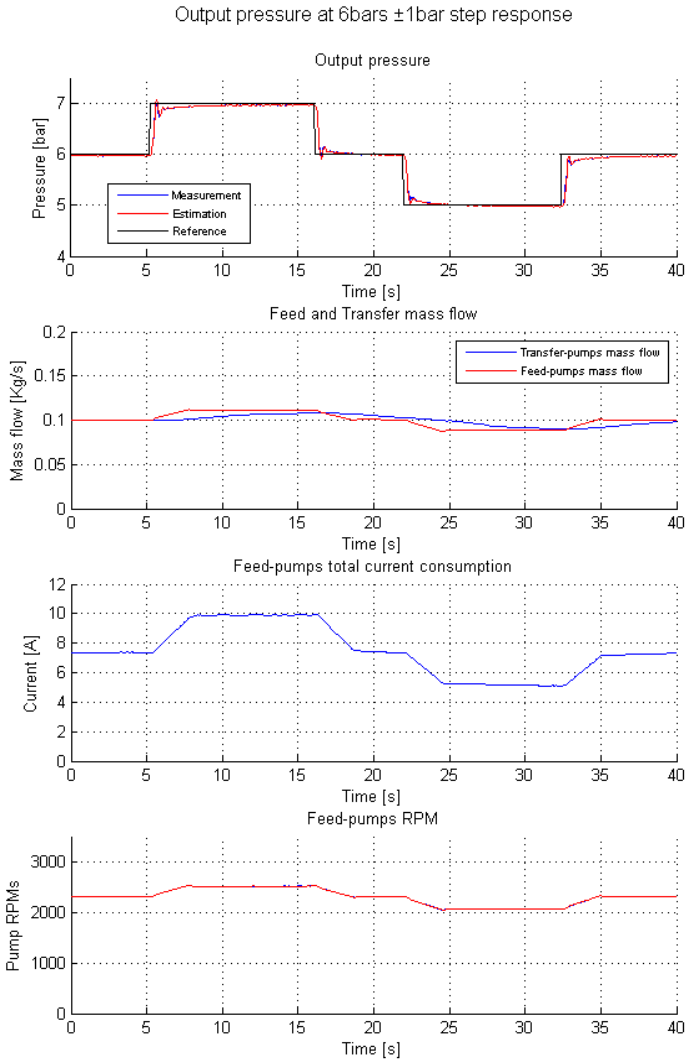 Output pressure at 6bars ±1bar step response
Output pressure
Pressure [bar]
7
6
5
4
Measurement
Estimation
Reference
0 5 10 15 20 25 30 35 40
Time [s]
Feed and Transfer mass flow
Mass flow [Kg/s]
0.2
0.15
0.1
0.05
0
Transfer-pumps mass flow
Feed-pumps mass flow
0 5 10 15 20 25 30 35 40
Time [s]
Feed-pumps total current consumption
Current [A]
12
10
8
6
4
2
0
0 5 10 15 20 25 30 35 40
Time [s]
Feed-pumps RPM
Pump RPMs
3000
2000
1000
0
0 5 10 15 20 25 30 35 40
Time [s]